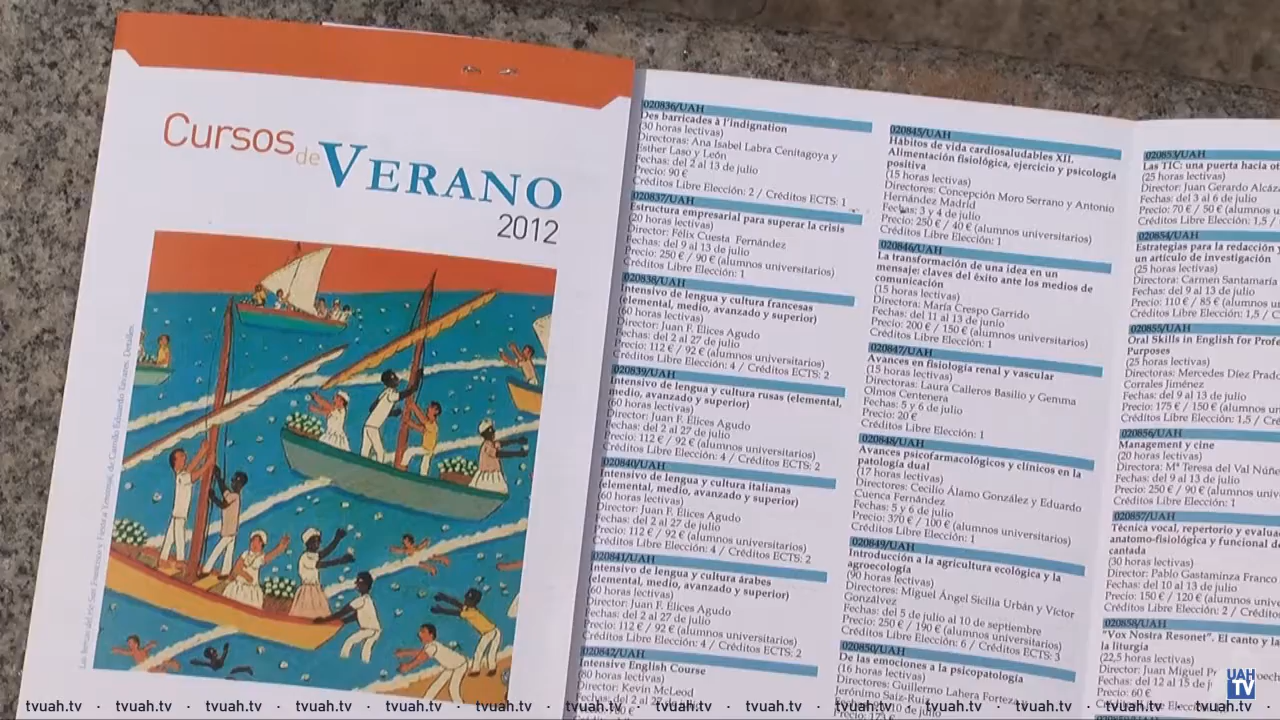 Cursos de VERANO
2012
020836/UAH
Des barricades à l'indignation
(30 horas lectivas)
Directoras: Ana Isabel Labra Cenitagoya y
Esther Laso y León
Fechas: del 2 al 13 de julio
Precio: 90 €
Créditos Libre Elección: 2 / Créditos ECTS: 1
020837/UAH
Estructura empresarial para superar la crisis
(20 horas lectivas)
Director: Félix Cuesta Fernández
Fechas: del 9 al 13 de julio
Precio: 250 € / 90 € (alumnos universitarios)
Créditos Libre Elección: 1
020838/UAH
Intensivo de lengua y cultura francesas
(elemental, medio, avanzado y superior)
(60 horas lectivas)
Director: Juan F. Élices Agudo
Fechas: del 2 al 27 de julio
Precio: 112 € / 92 € (alumnos universitarios)
Créditos Libre Elección: 4 / Créditos ECTS: 2
020839/UAH
Intensivo de lengua y cultura rusas (elemental,
medio, avanzado y superior)
(60 horas lectivas)
Director: Juan F. Élices Agudo
Fechas: del 2 al 27 de julio
Precio: 112 € / 92 € (alumnos universitarios)
Créditos Libre Elección: 4 / Créditos ECTS: 2
020840/UAH
Intensivo de lengua y cultura italianas
(elemental, medio, avanzado y superior)
(60 horas lectivas)
Director: Juan F. Élices Agudo
Fechas: del 2 al 27 de julio
Precio: 112 € / 92 € (alumnos universitarios)
Créditos Libre Elección: 4 / Créditos ECTS: 2
020841/UAH
Intensivo de lengua y cultura árabes
(elemental, medio, avanzado y superior)
(60 horas lectivas)
Director: Juan F. Élices Agudo
Fechas: del 2 al 27 de julio
Precio: 112 € / 92 € (alumnos universitarios)
Créditos Libre Elección: 4 / Créditos ECTS: 2
020842/UAH
Intensive English Course
(80 horas lectivas)
Director: Kevin McLeod
020845/UAH
Hábitos de vida cardiosaludables XII.
Alimentación fisiológica, ejercicio y psicología
positiva
(15 horas lectivas)
Directores: Concepción Moro Serrano y Antonio
Hernández Madrid
Fechas: 3 y 4 de julio
Precio: 250 € / 40 € (alumnos universitarios)
Créditos Libre Elección: 1
020846/UAH
La transformación de una idea en un
mensaje: claves del éxito ante los medios de
comunicación
(15 horas lectivas)
Directora: María Crespo Garrido
Fechas: del 11 al 13 de julio
Precio: 200 € / 150 € (alumnos universitarios)
Créditos Libre Elección: 1
020847/UAH
Avances en fisiología renal y vascular
(15 horas lectivas)
Directoras: Laura Calleros Basilio y Gemma
Olmos Centenera
Fechas: 5 y 6 de julio
Precio: 20 €
Créditos Libre Elección: 1
020848/UAH
Avances psicofarmacológicos y clínicos en la
patología dual
(17 horas lectivas)
Directores: Cecilio Álamo González y Eduardo
Cuenca Fernández
Fechas: 5 y 6 de julio
Precio: 370 € / 100 € (alumnos universitarios)
Créditos Libre Elección: 1
020849/UAH
Introducción a la agricultura ecológica y la
agroecología
(90 horas lectivas)
Directores: Miguel Ángel Sicilia Urbán y Víctor
Gonzálvez
Fechas: del 5 de julio al 10 de septiembre
Precio: 250 € / 190 € (alumnos universitarios)
Créditos Libre Elección: 6 / Créditos ECTS: 3
020850/UAH
De las emociones a la psicopatología
(16 horas lectivas)
Directores: Guillermo Lahera Forteza
Jerónimo Saiz-Ruiz
020853/UAH
Las TIC: una puerta hacia
(25 horas lectivas)
Director: Juan Gerardo
Fechas: del 3 al 6 de julio
Precio: 70 € / 50 € (alumnos
Créditos Libre Elección: 1,5 /
020854/UAH
Estrategias para la redacción
un artículo de investigación
(25 horas lectivas)
Directora: Carmen Santamaría
Fechas: del 9 al 13 de julio
Precio: 110 € / 85 € (alumnos
Créditos Libre Elección: 1,5 /
020855/UAH
Oral Skills in English for
Purposes
(25 horas lectivas)
Directoras: Mercedes Díez
Corrales Jiménez
Fechas: del 9 al 13 de julio
Precio: 175 € / 150 € (alumnos
Créditos Libre Elección: 1,5 /
020856/UAH
Management y cine
(20 horas lectivas)
Directora: Mª Teresa del Val
Fechas: del 9 al 13 de julio
Precio: 250 € / 90 € (alumnos
Créditos Libre Elección: 1
020857/UAH
Técnica vocal, repertorio y
anatomo-fisiológica y funcional
cantada
(30 horas lectivas)
Director: Pablo Gastaminza Franco
Fechas: del 10 al 13 de julio
Precio: 150 € / 120 € (alumnos
Créditos Libre Elección: 2 /
020858/UAH
"Vox Nostra Resonet". El canto y
la liturgia
(22,5 horas lectivas)
Director: Juan Miguel
Fechas: del 12 al 15 de
Precio: 60 €
Créditos Libre Elección:
UAH
TV
tvuah.tv · tvuah.tv · tvuah.tv · tvuah.tv · tvuah.tv · tvuah.tv · tvuah.tv · tvuah.tv · tvuah.tv · tvuah.tv · tvuah.tv · tvuah.tv · tvuah.tv